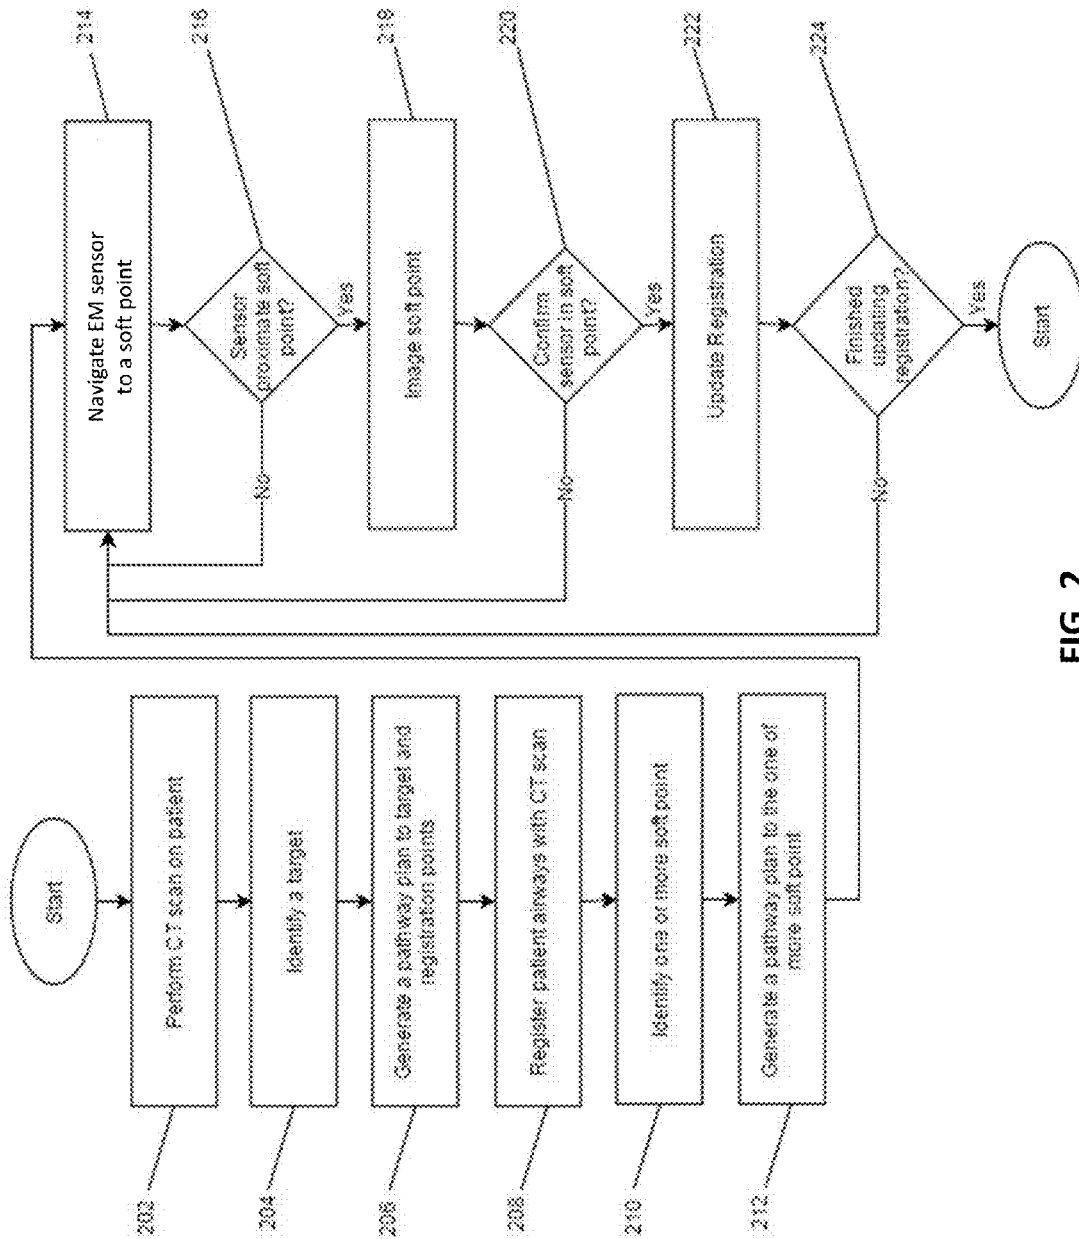 Start
Perform CT scan on patient
202
Identify a target
204
Generate a pathway plan to target and
registration points
206
Register patient airways with CT scan
208
Identify one or more soft point
210
Generate a pathway plan to the one of
more soft point
212
Navigate EM sensor
to a soft point
214
Sensor
proximate soft
point?
216
No
Yes
Image soft point
218
Confirm
sensor in soft
point?
220
No
Yes
Update Registration
222
Finished
updating
registration?
224
No
Yes
Start
FIG. 2